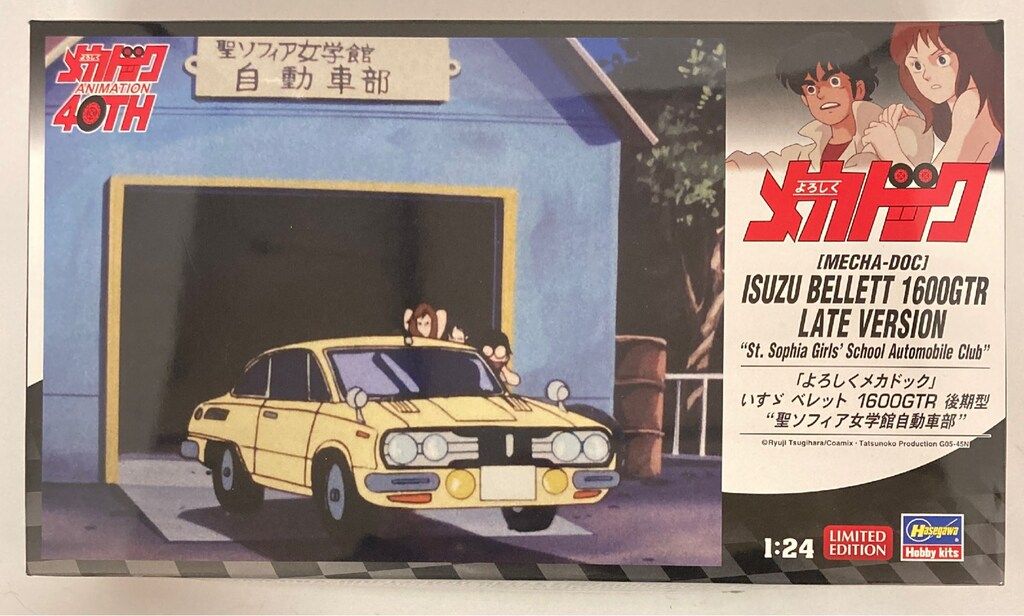 よろしく
メカドック
ANIMATION
40TH
聖ソフィア女学館
自動車部
よろしく
メカドック
[MECHA-DOC]
ISUZU BELLETT 1600GTR
LATE VERSION
"St. Sophia Girls' School Automobile Club"
「よろしくメカドック」
いすゞ ベレット 1600GTR 後期型
“聖ソフィア女学館自動車部”
©Ryuji Tsugihara/Coamix・Tatsunoko Production G05-45N
1:24
LIMITED
EDITION
Hasegawa
Hobby kits